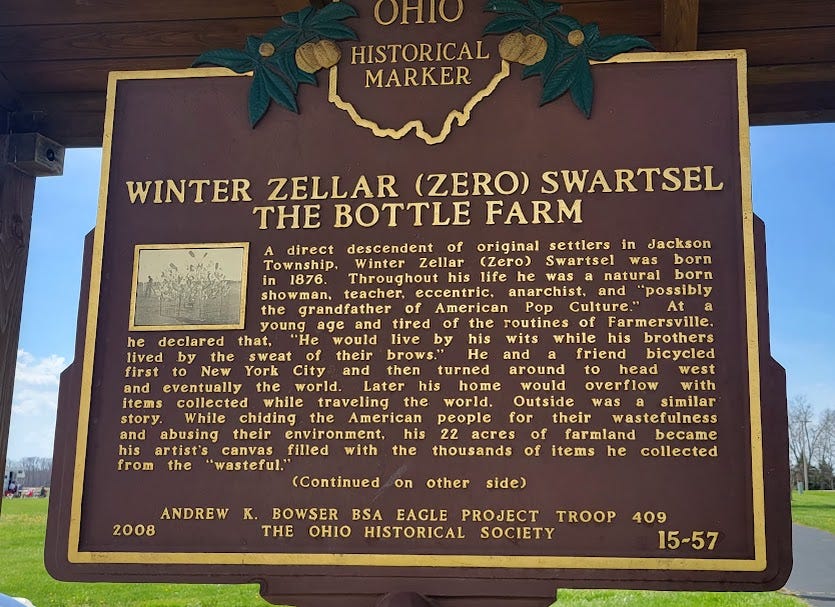 OHIO
HISTORICAL
MARKER
WINTER ZELLAR (ZERO) SWARTSEL
THE BOTTLE FARM
A direct descendent of original settlers in Jackson
Township, Winter Zellar (Zero) Swartsel was born
in 1876. Throughout his life he was a natural born
showman, teacher, eccentric, anarchist, and "possibly
the grandfather of American Pop Culture." At a
young age and tired of the routines of Farmersville,
he declared that, "He would live by his wits while his brothers
lived by the sweat of their brows." He and a friend bicycled
first to New York City and then turned around to head west
and eventually the world. Later his home would overflow with
items collected while traveling the world. Outside was a similar
story. While chiding the American people for their wastefulness
and abusing their environment, his 22 acres of farmland became
his artist's canvas filled with the thousands of items he collected
from the "wasteful."
(Continued on other side)
ANDREW K. BOWSER BSA EAGLE PROJECT TROOP 409
2008 THE OHIO HISTORICAL SOCIETY 15-57